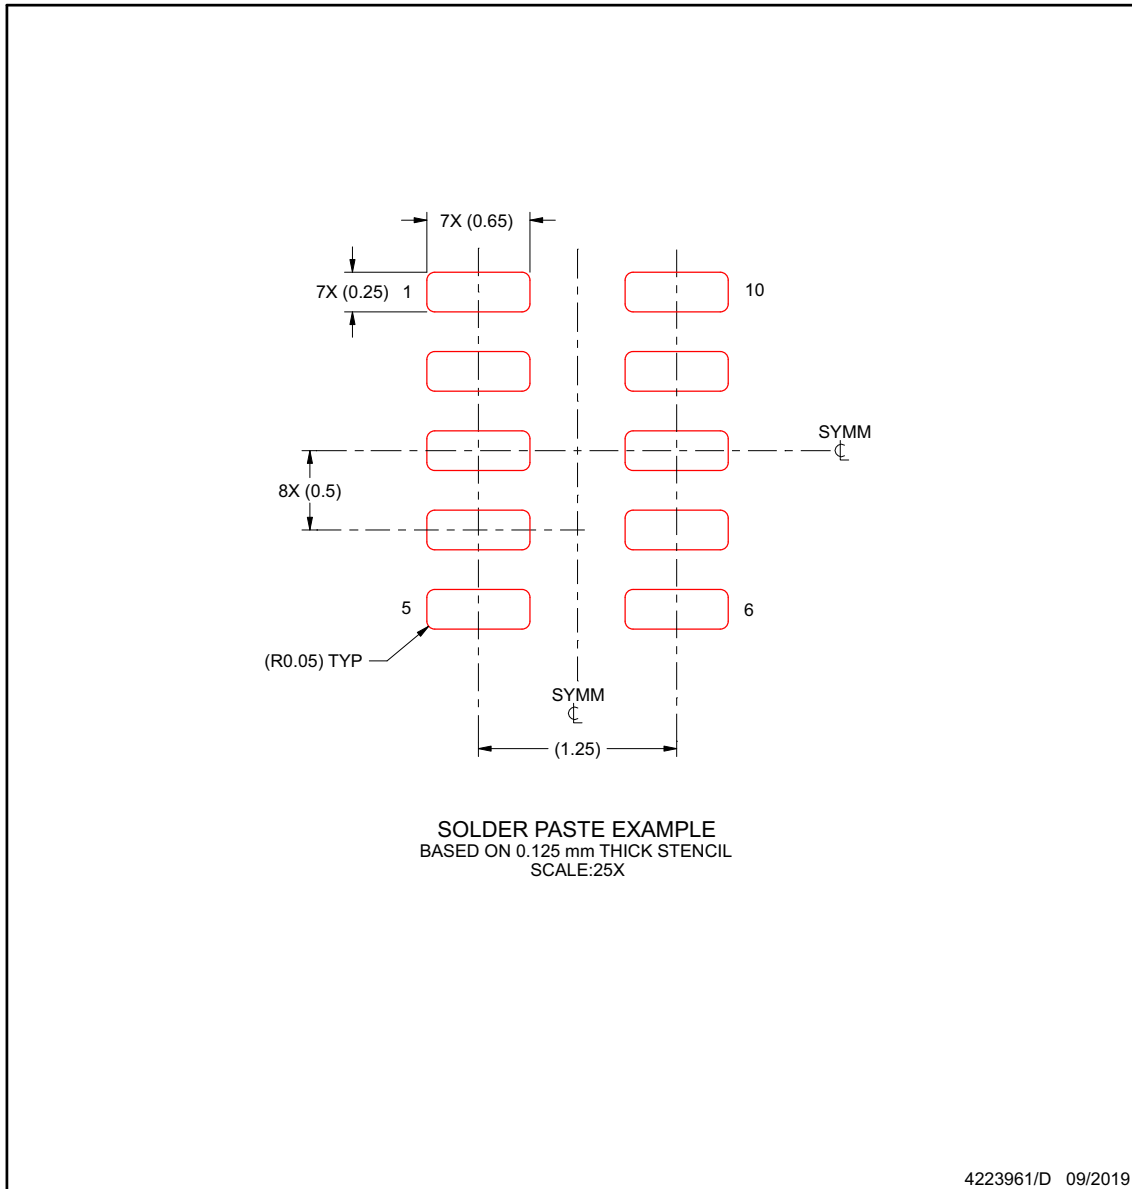 7X (0.65)
7X (0.25)
1
10
SYMM
℄
8X (0.5)
5
6
(R0.05) TYP
SYMM
℄
(1.25)
SOLDER PASTE EXAMPLE
BASED ON 0.125 mm THICK STENCIL
SCALE:25X
4223961/D 09/2019